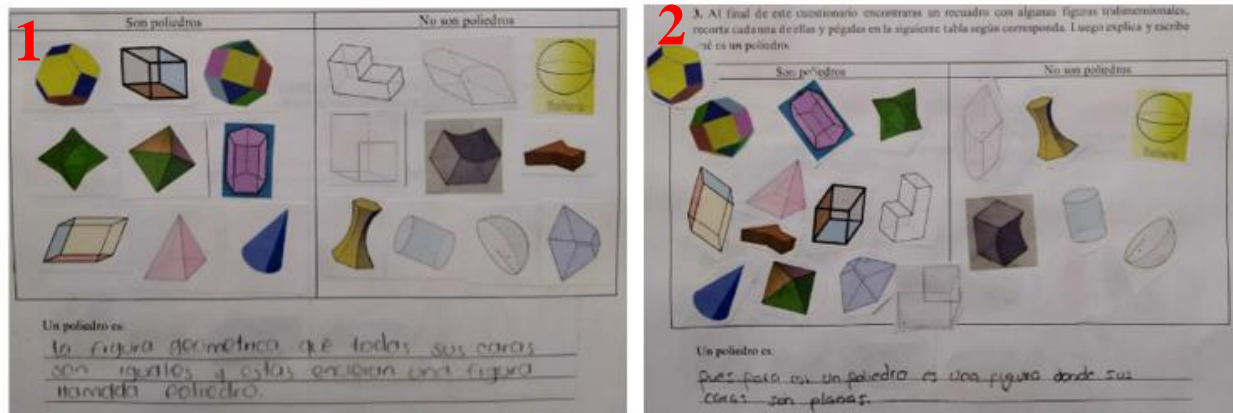 1
Son poliedros
No son poliedros
Un poliedro es:
la figura geometrica que todas sus caras
son iguales y estas encierran una figura
llamada poliedro.
2
3. Al final de este cuestionario encontraras un recuadro con algunas figuras tridimensionales,
recorta cada una de ellas y pégalas en la siguiente tabla según corresponda. Luego explica y escribe
qué es un poliedro.
Son poliedros
No son poliedros
Un poliedro es:
pues para mi un poliedro es una figura donde sus
caras son planas.